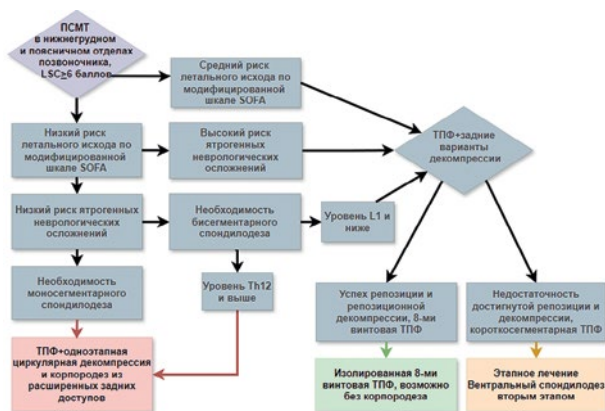 ПСМТ
в нижнегрудном
и поясничном отделах
позвоночника,
LSC≥6 баллов
Средний риск
летального исхода по
модифицированной
шкале SOFA
Низкий риск
летального исхода по
модифицированной
шкале SOFA
Высокий риск
ятрогенных
неврологических
осложнений
ТПФ+задние
варианты
декомпрессии
Низкий риск ятрогенных
неврологических
осложнений
Необходимость
бисегментарного
спондилодеза
Уровень L1 и
ниже
Необходимость
моносегментарного
спондилодеза
Уровень Th12
и выше
Успех репозиции и
репозиционной
декомпрессии, 8-ми
винтовая ТПФ
Недостаточность
достигнутой репозиции
и декомпрессии,
короткосегментарная ТПФ
ТПФ+одноэтапная
циркулярная декомпрессия
и корпородез из
расширенных задних
доступов
Изолированная 8-ми
винтовая ТПФ, возможно
без корпородеза
Этапное лечение
Вентральный спондилодез
вторым этапом